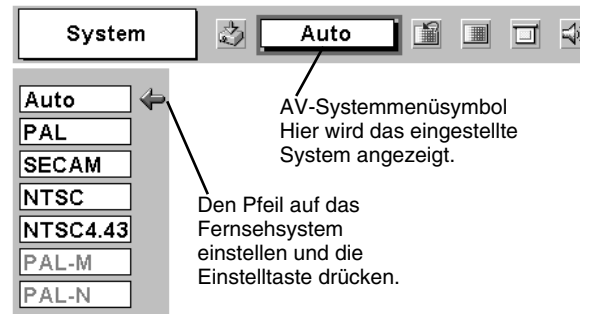 System
Auto
Auto
PAL
SECAM
NTSC
NTSC4.43
PAL-M
PAL-N
AV-Systemmenüsymbol
Hier wird das eingestellte
System angezeigt.
Den Pfeil auf das
Fernsehsystem
einstellen und die
Einstelltaste drücken.